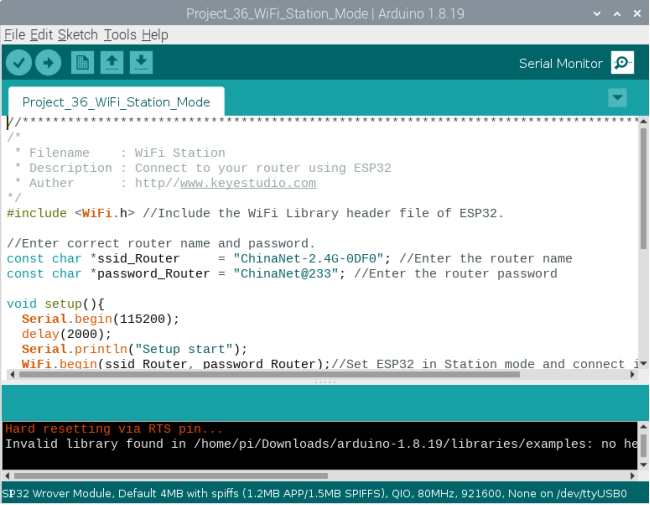 Project_36_WiFi_Station_Mode | Arduino 1.8.19
File Edit Sketch Tools Help
Serial Monitor
Project_36_WiFi_Station_Mode
//**********************************************************************************
/*
 * Filename    : WiFi Station
 * Description : Connect to your router using ESP32
 * Auther      : http//www.keyestudio.com
*/
#include <WiFi.h> //Include the WiFi Library header file of ESP32.
//Enter correct router name and password.
const char *ssid_Router     = "ChinaNet-2.4G-0DF0"; //Enter the router name
const char *password_Router = "ChinaNet@233"; //Enter the router password
void setup(){
  Serial.begin(115200);
  delay(2000);
  Serial.println("Setup start");
  WiFi.begin(ssid_Router, password_Router);//Set ESP32 in Station mode and connect i
Hard resetting via RTS pin...
Invalid library found in /home/pi/Downloads/arduino-1.8.19/libraries/examples: no he
P32 Wrover Module, Default 4MB with spiffs (1.2MB APP/1.5MB SPIFFS), QIO, 80MHz, 921600, None on /dev/ttyUSB0